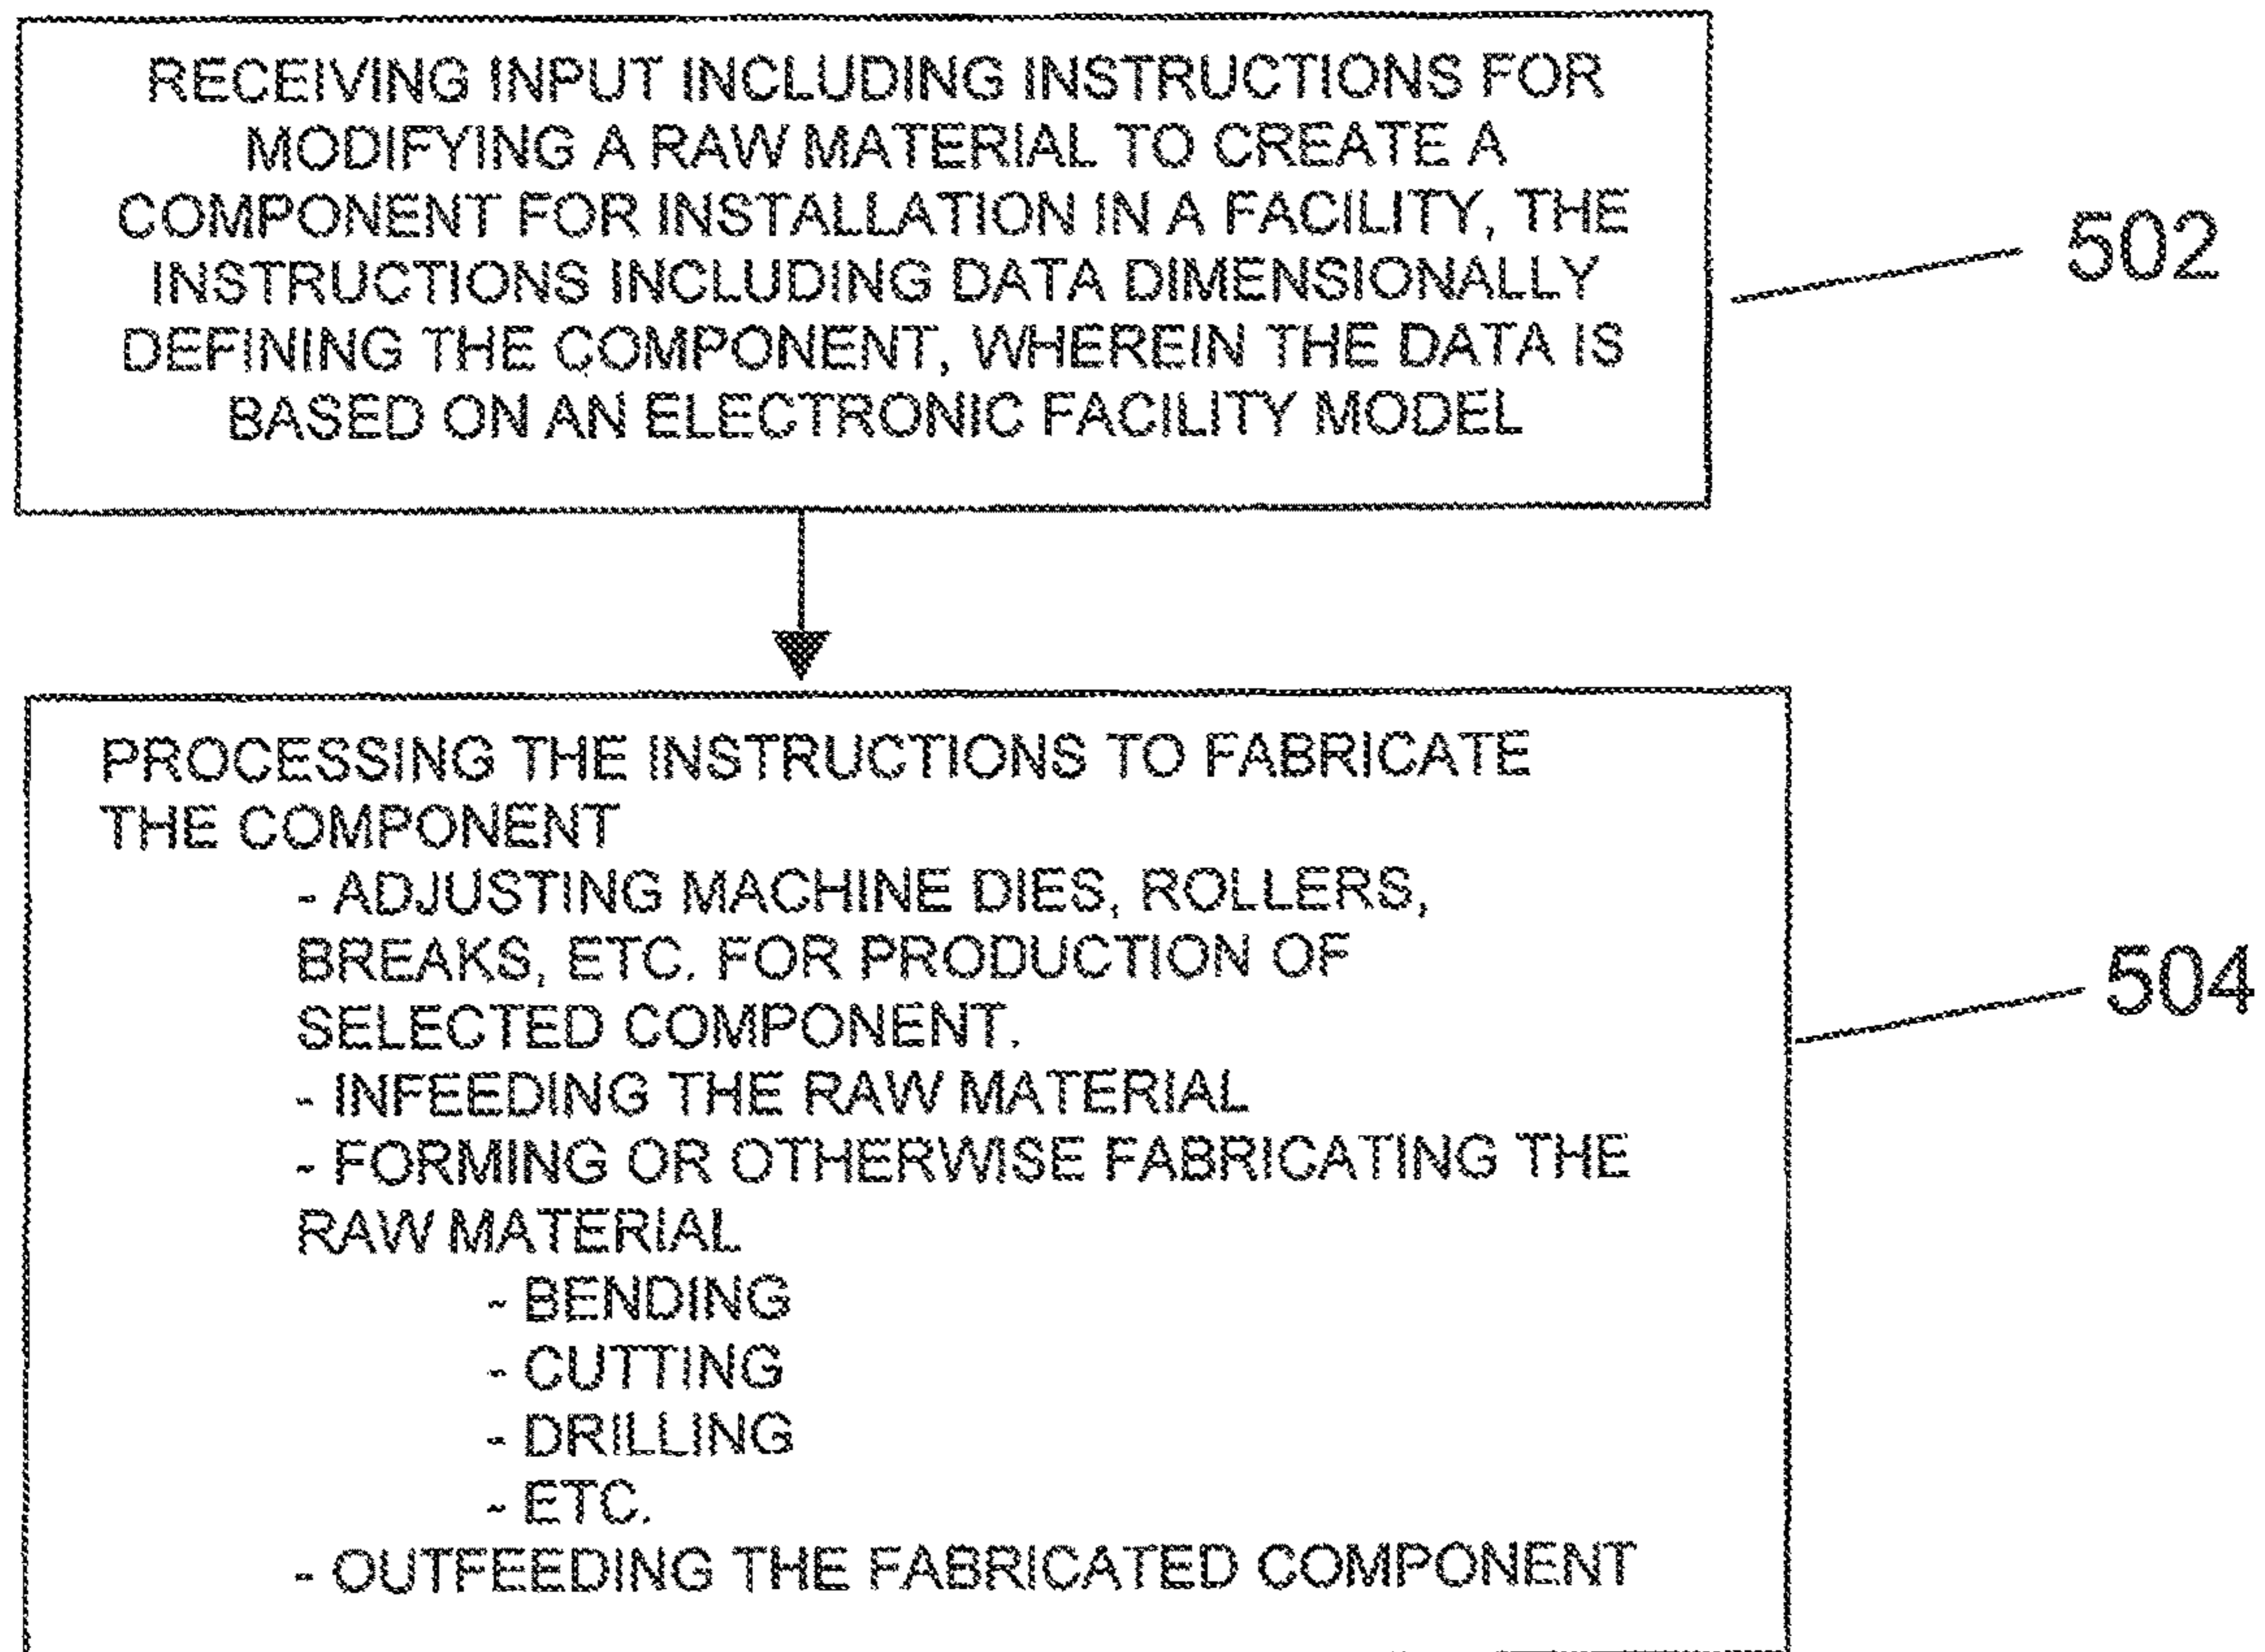 RECEIVING INPUT INCLUDING INSTRUCTIONS FOR
MODIFYING A RAW MATERIAL TO CREATE A
COMPONENT FOR INSTALLATION IN A FACILITY, THE
INSTRUCTIONS INCLUDING DATA DIMENSIONALLY
DEFINING THE COMPONENT, WHEREIN THE DATA IS
BASED ON AN ELECTRONIC FACILITY MODEL
502
PROCESSING THE INSTRUCTIONS TO FABRICATE
THE COMPONENT
- ADJUSTING MACHINE DIES, ROLLERS,
BREAKS, ETC. FOR PRODUCTION OF
SELECTED COMPONENT.
- INFEEDING THE RAW MATERIAL
- FORMING OR OTHERWISE FABRICATING THE
RAW MATERIAL
- BENDING
- CUTTING
- DRILLING
- ETC.
- OUTFEEDING THE FABRICATED COMPONENT
504